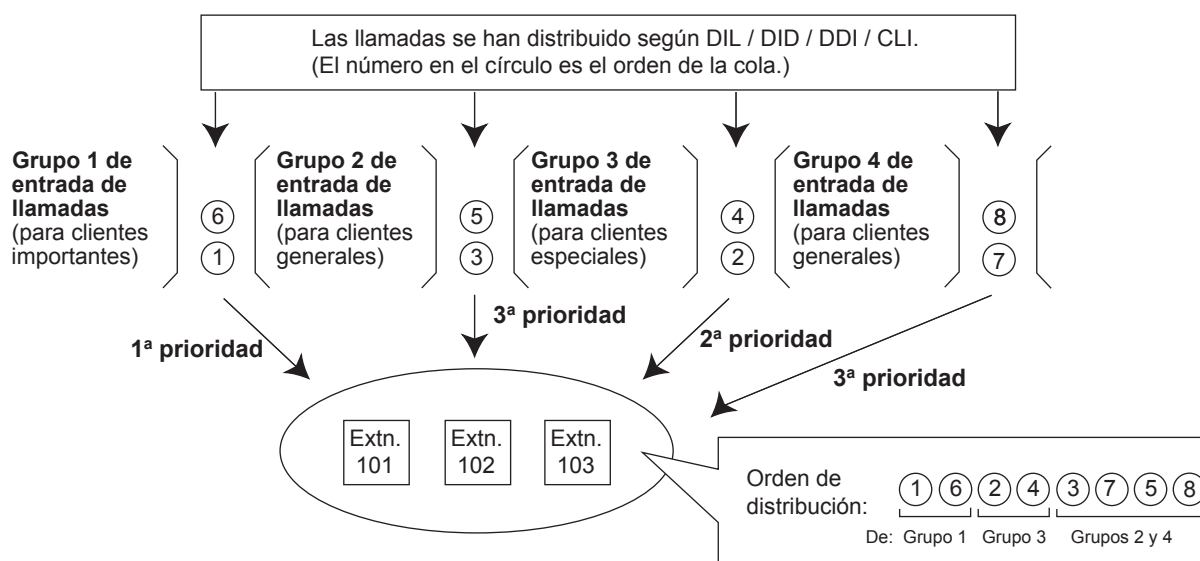 Las llamadas se han distribuido según DIL / DID / DDI / CLI.
(El número en el círculo es el orden de la cola.)
Grupo 1 de
entrada de
llamadas
(para clientes
importantes)
6
1
Grupo 2 de
entrada de
llamadas
(para clientes
generales)
5
3
Grupo 3 de
entrada de
llamadas
(para clientes
especiales)
4
2
Grupo 4 de
entrada de
llamadas
(para clientes
generales)
8
7
1ª prioridad
3ª prioridad
2ª prioridad
3ª prioridad
Extn.
101
Extn.
102
Extn.
103
Orden de
distribución:
1 6 2 4 3 7 5 8
De: Grupo 1 Grupo 3 Grupos 2 y 4